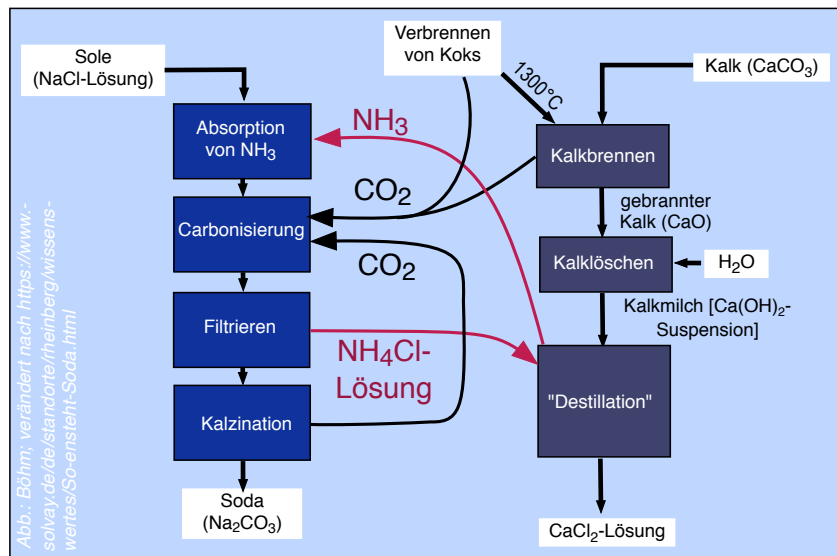 Sole
(NaCl-Lösung)
Verbrennen
von Koks
1300°C
Kalk (CaCO₃)
Absorption
von NH₃
NH₃
Kalkbrennen
CO₂
gebrannter
Kalk (CaO)
Carbonisierung
CO₂
Kalklöschen
H₂O
Kalkmilch [Ca(OH)₂-
Suspension]
Filtrieren
NH₄Cl-
Lösung
"Destillation"
Kalzination
Soda
(Na₂CO₃)
CaCl₂-Lösung
Abb.: Böhm; verändert nach https://www.-
solvay.de/de/standorte/rheinberg/wissens-
wertes/So-ensteht-Soda.html